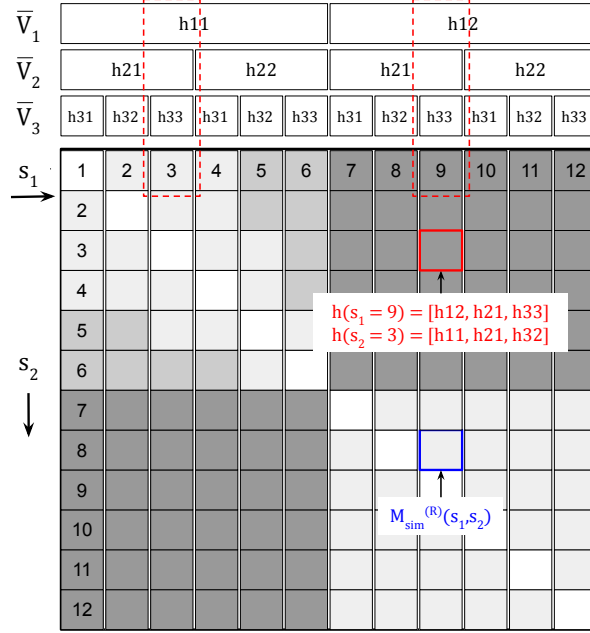 V̅₁ h11 h12
V̅₂ h21 h22 h21 h22
V̅₃ h31 h32 h33 h31 h32 h33 h31 h32 h33 h31 h32 h33
s₁ 1 2 3 4 5 6 7 8 9 10 11 12
2
3
4
h(s₁ = 9) = [h12, h21, h33]
h(s₂ = 3) = [h11, h21, h32]
5
s₂ 6
7
8
9
M_sim^(R)(s₁,s₂)
10
11
12